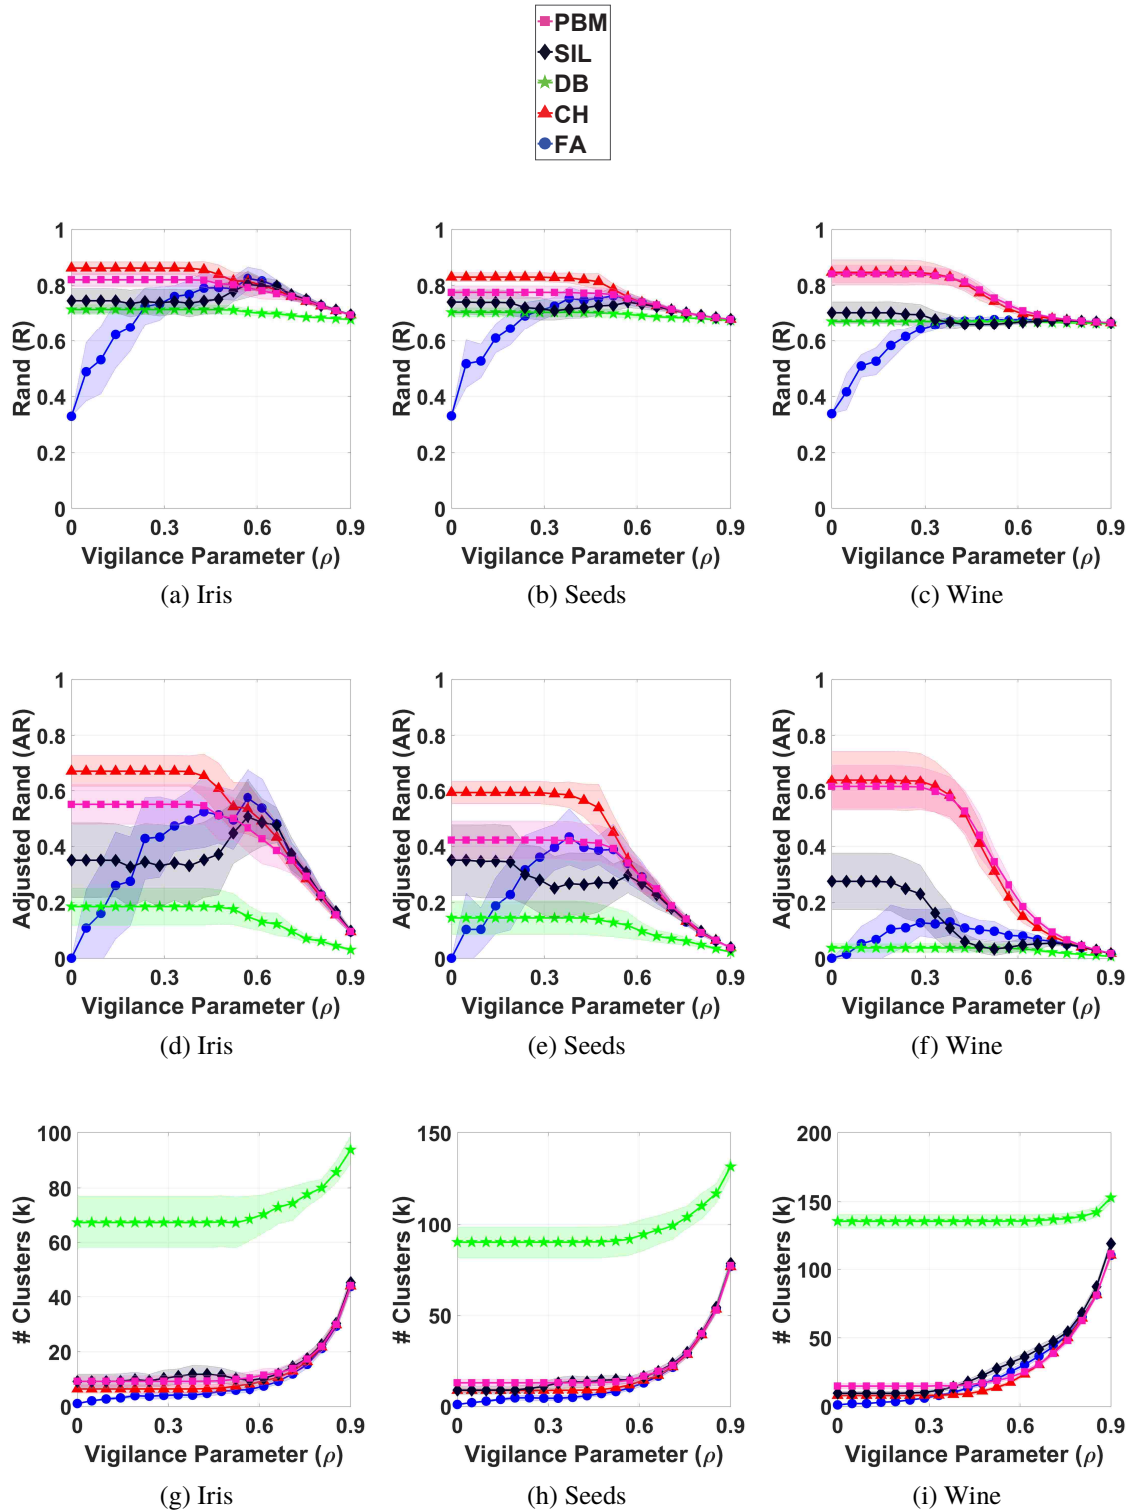 PBM
SIL
DB
CH
FA
1
0.8
0.6
0.4
0.2
0
Rand (R)
0 0.3 0.6 0.9
Vigilance Parameter (ρ)
(a) Iris
1
0.8
0.6
0.4
0.2
0
Rand (R)
0 0.3 0.6 0.9
Vigilance Parameter (ρ)
(b) Seeds
1
0.8
0.6
0.4
0.2
0
Rand (R)
0 0.3 0.6 0.9
Vigilance Parameter (ρ)
(c) Wine
1
0.8
0.6
0.4
0.2
0
Adjusted Rand (AR)
0 0.3 0.6 0.9
Vigilance Parameter (ρ)
(d) Iris
1
0.8
0.6
0.4
0.2
0
Adjusted Rand (AR)
0 0.3 0.6 0.9
Vigilance Parameter (ρ)
(e) Seeds
1
0.8
0.6
0.4
0.2
0
Adjusted Rand (AR)
0 0.3 0.6 0.9
Vigilance Parameter (ρ)
(f) Wine
100
80
60
40
20
0
# Clusters (k)
0 0.3 0.6 0.9
Vigilance Parameter (ρ)
(g) Iris
150
100
50
0
# Clusters (k)
0 0.3 0.6 0.9
Vigilance Parameter (ρ)
(h) Seeds
200
150
100
50
0
# Clusters (k)
0 0.3 0.6 0.9
Vigilance Parameter (ρ)
(i) Wine